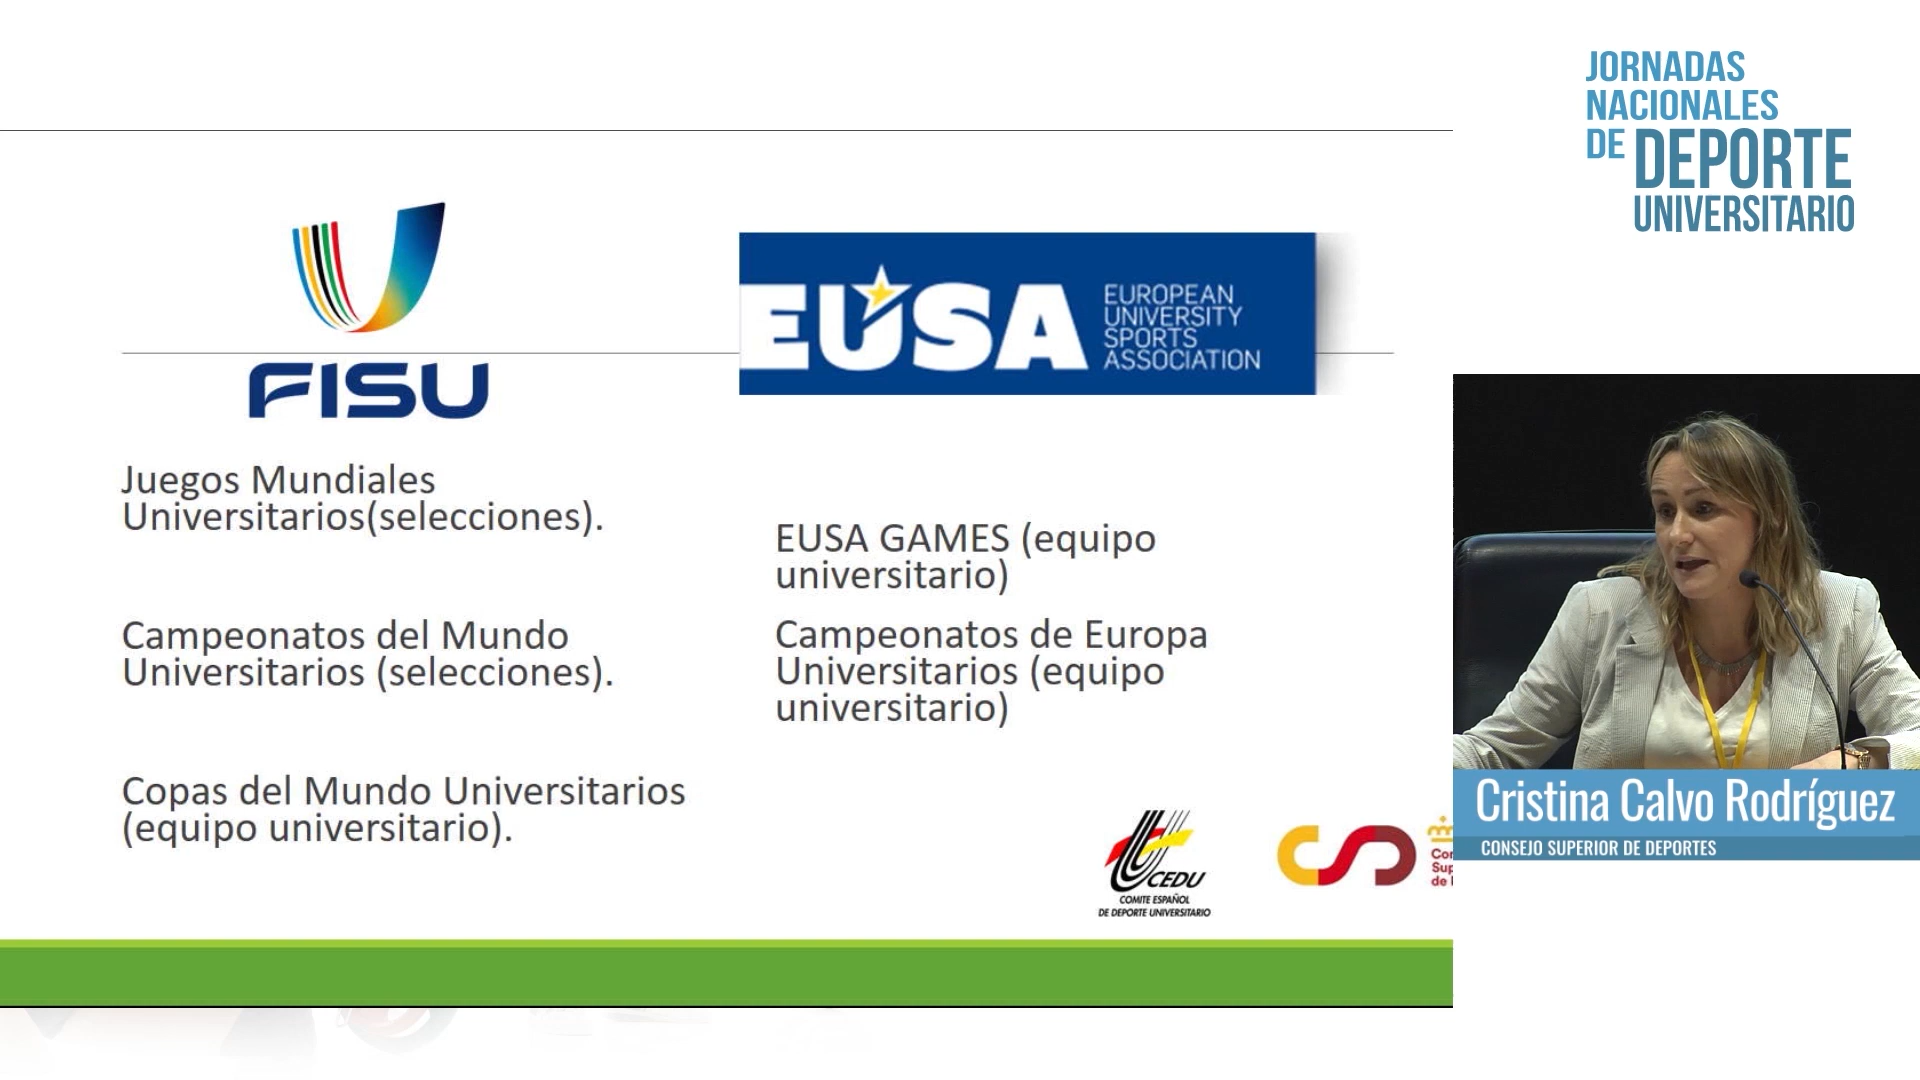 JORNADAS
NACIONALES
DE DEPORTE
UNIVERSITARIO
FISU
EUSA
EUROPEAN
UNIVERSITY
SPORTS
ASSOCIATION
Juegos Mundiales
Universitarios(selecciones).
Campeonatos del Mundo
Universitarios (selecciones).
Copas del Mundo Universitarios
(equipo universitario).
EUSA GAMES (equipo
universitario)
Campeonatos de Europa
Universitarios (equipo
universitario)
CEDU
COMITE ESPAÑOL
DE DEPORTE UNIVERSITARIO
CSD
de
Cristina Calvo Rodríguez
CONSEJO SUPERIOR DE DEPORTES